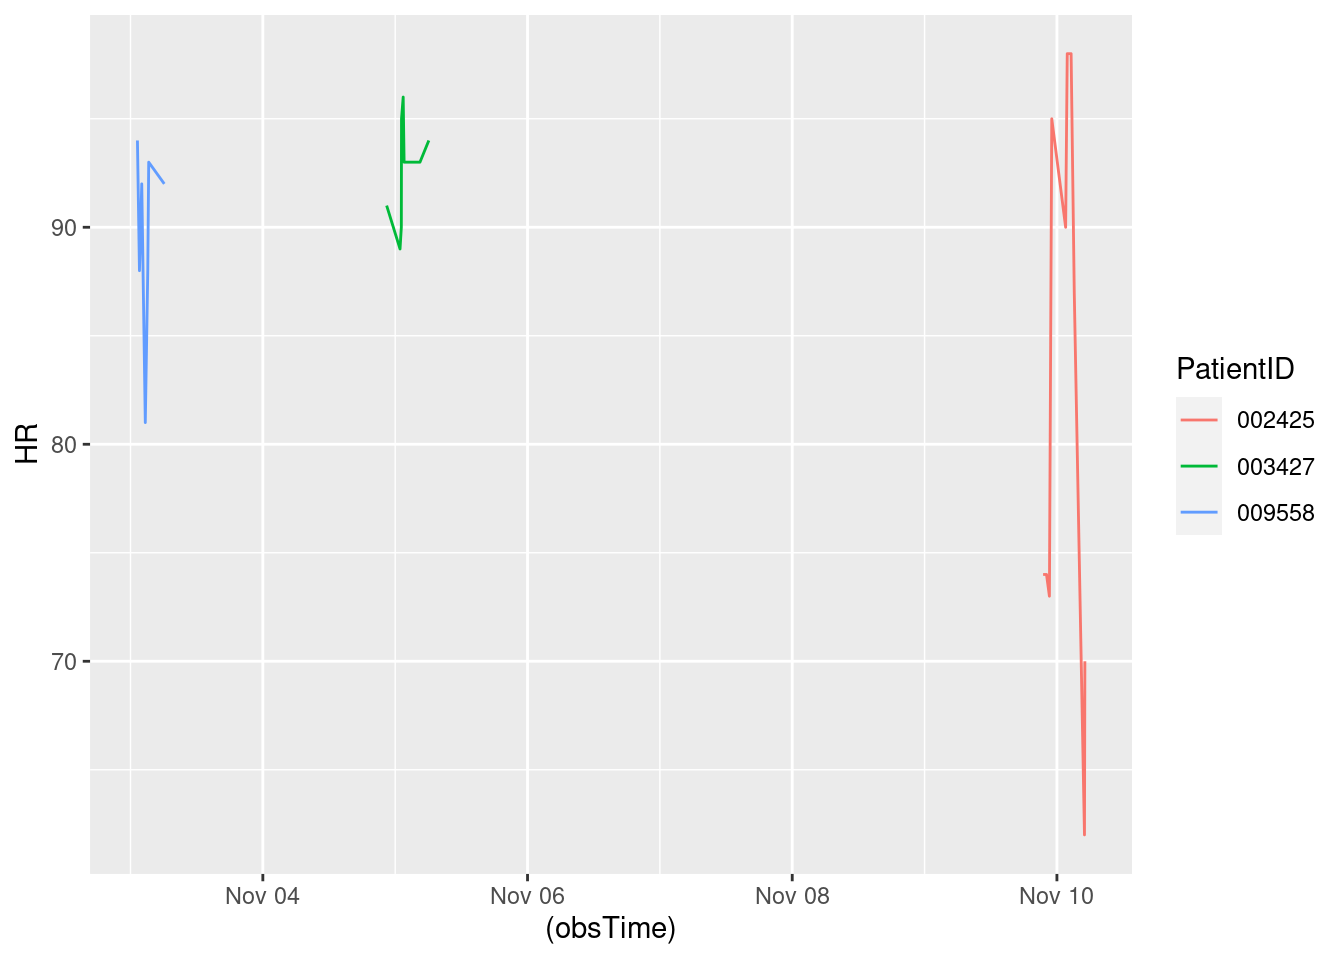 HR
90
80
70
Nov 04
Nov 06
Nov 08
Nov 10
(obsTime)
PatientID
002425
003427
009558